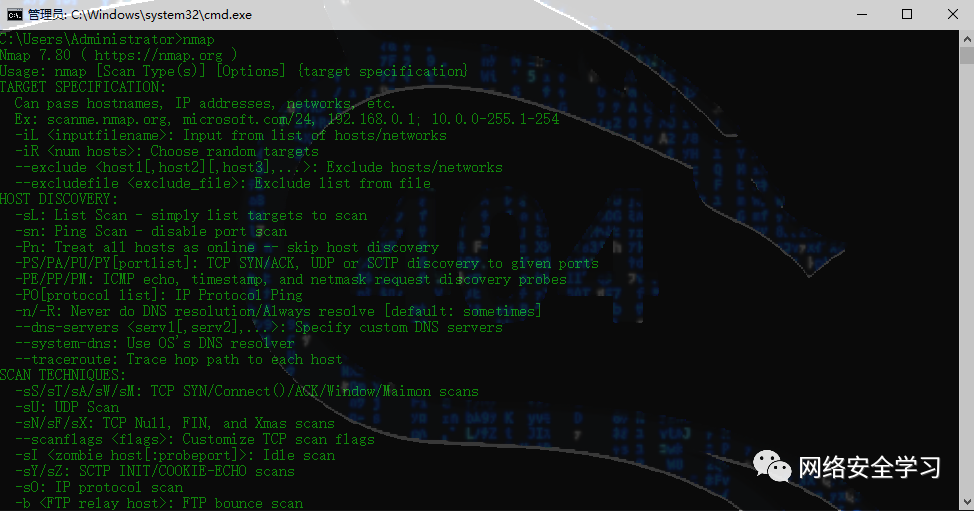 管理员: C:\Windows\system32\cmd.exe
C:\Users\Administrator>nmap
Nmap 7.80 ( https://nmap.org )
Usage: nmap [Scan Type(s)] [Options] {target specification}
TARGET SPECIFICATION:
  Can pass hostnames, IP addresses, networks, etc.
  Ex: scanme.nmap.org, microsoft.com/24, 192.168.0.1; 10.0.0-255.1-254
  -iL <inputfilename>: Input from list of hosts/networks
  -iR <num hosts>: Choose random targets
  --exclude <host1[,host2][,host3],...>: Exclude hosts/networks
  --excludefile <exclude_file>: Exclude list from file
HOST DISCOVERY:
  -sL: List Scan - simply list targets to scan
  -sn: Ping Scan - disable port scan
  -Pn: Treat all hosts as online -- skip host discovery
  -PS/PA/PU/PY[portlist]: TCP SYN/ACK, UDP or SCTP discovery to given ports
  -PE/PP/PM: ICMP echo, timestamp, and netmask request discovery probes
  -PO[protocol list]: IP Protocol Ping
  -n/-R: Never do DNS resolution/Always resolve [default: sometimes]
  --dns-servers <serv1[,serv2],...>: Specify custom DNS servers
  --system-dns: Use OS's DNS resolver
  --traceroute: Trace hop path to each host
SCAN TECHNIQUES:
  -sS/sT/sA/sW/sM: TCP SYN/Connect()/ACK/Window/Maimon scans
  -sU: UDP Scan
  -sN/sF/sX: TCP Null, FIN, and Xmas scans
  --scanflags <flags>: Customize TCP scan flags
  -sI <zombie host[:probeport]>: Idle scan
  -sY/sZ: SCTP INIT/COOKIE-ECHO scans
  -sO: IP protocol scan
  -b <FTP relay host>: FTP bounce scan
网络安全学习